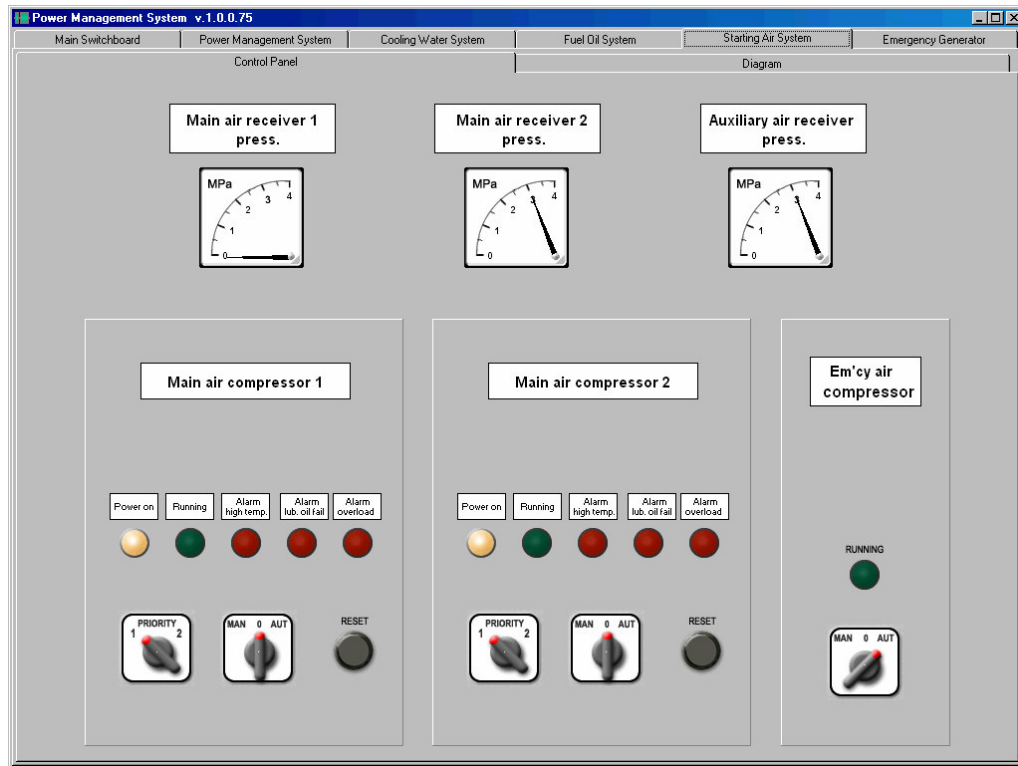 Power Management System v.1.0.0.75
Main Switchboard Power Management System Cooling Water System Fuel Oil System Starting Air System Emergency Generator
Control Panel Diagram
Main air receiver 1
press.
Main air receiver 2
press.
Auxiliary air receiver
press.
MPa
0 1 2 3 4
MPa
0 1 2 3 4
MPa
0 1 2 3 4
Main air compressor 1
Power on
Running
Alarm
high temp.
Alarm
lub. oil fail
Alarm
overload
PRIORITY
1 2
MAN 0 AUT
RESET
Main air compressor 2
Power on
Running
Alarm
high temp.
Alarm
lub. oil fail
Alarm
overload
PRIORITY
1 2
MAN 0 AUT
RESET
Em'cy air
compressor
RUNNING
MAN 0 AUT